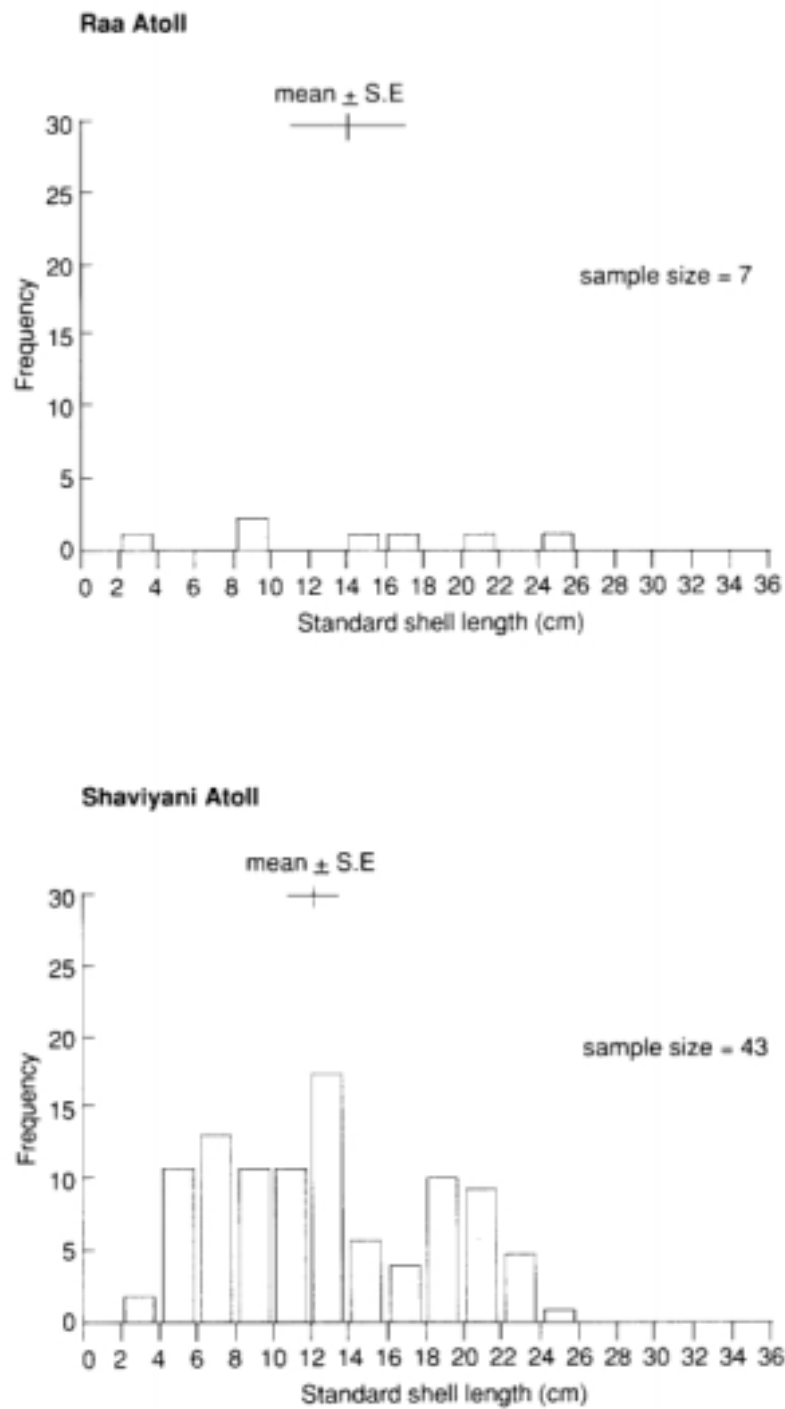 Raa Atoll
mean ± S.E
30
25
20
sample size = 7
15
10
5
0
Frequency
0 2 4 6 8 10 12 14 16 18 20 22 24 26 28 30 32 34 36
Standard shell length (cm)
Shaviyani Atoll
mean ± S.E
30
25
20
sample size = 43
15
10
5
0
Frequency
0 2 4 6 8 10 12 14 16 18 20 22 24 26 28 30 32 34 36
Standard shell length (cm)